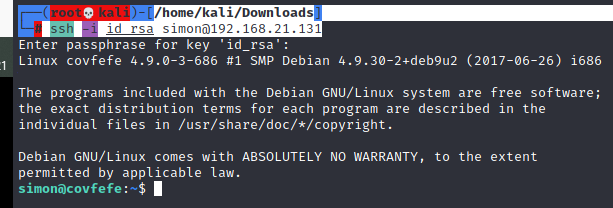 ┌──(root💀kali)-[/home/kali/Downloads]
└─# ssh -i id_rsa simon@192.168.21.131
Enter passphrase for key 'id_rsa':
Linux covfefe 4.9.0-3-686 #1 SMP Debian 4.9.30-2+deb9u2 (2017-06-26) i686
The programs included with the Debian GNU/Linux system are free software;
the exact distribution terms for each program are described in the
individual files in /usr/share/doc/*/copyright.
Debian GNU/Linux comes with ABSOLUTELY NO WARRANTY, to the extent
permitted by applicable law.
simon@covfefe:~$
21